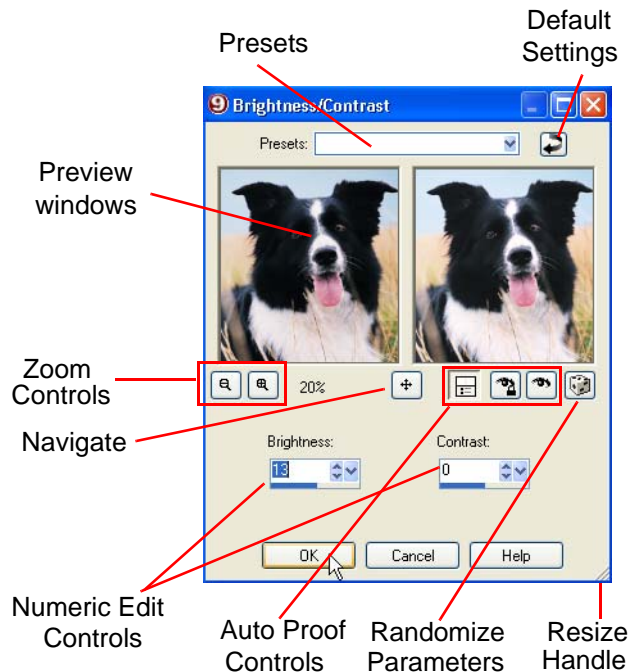 Presets
Default
Settings
9 Brightness/Contrast
Presets:
Preview
windows
Zoom
Controls
20%
Navigate
Brightness:
Contrast:
13
0
OK
Cancel
Help
Numeric Edit
Controls
Auto Proof
Controls
Randomize
Parameters
Resize
Handle